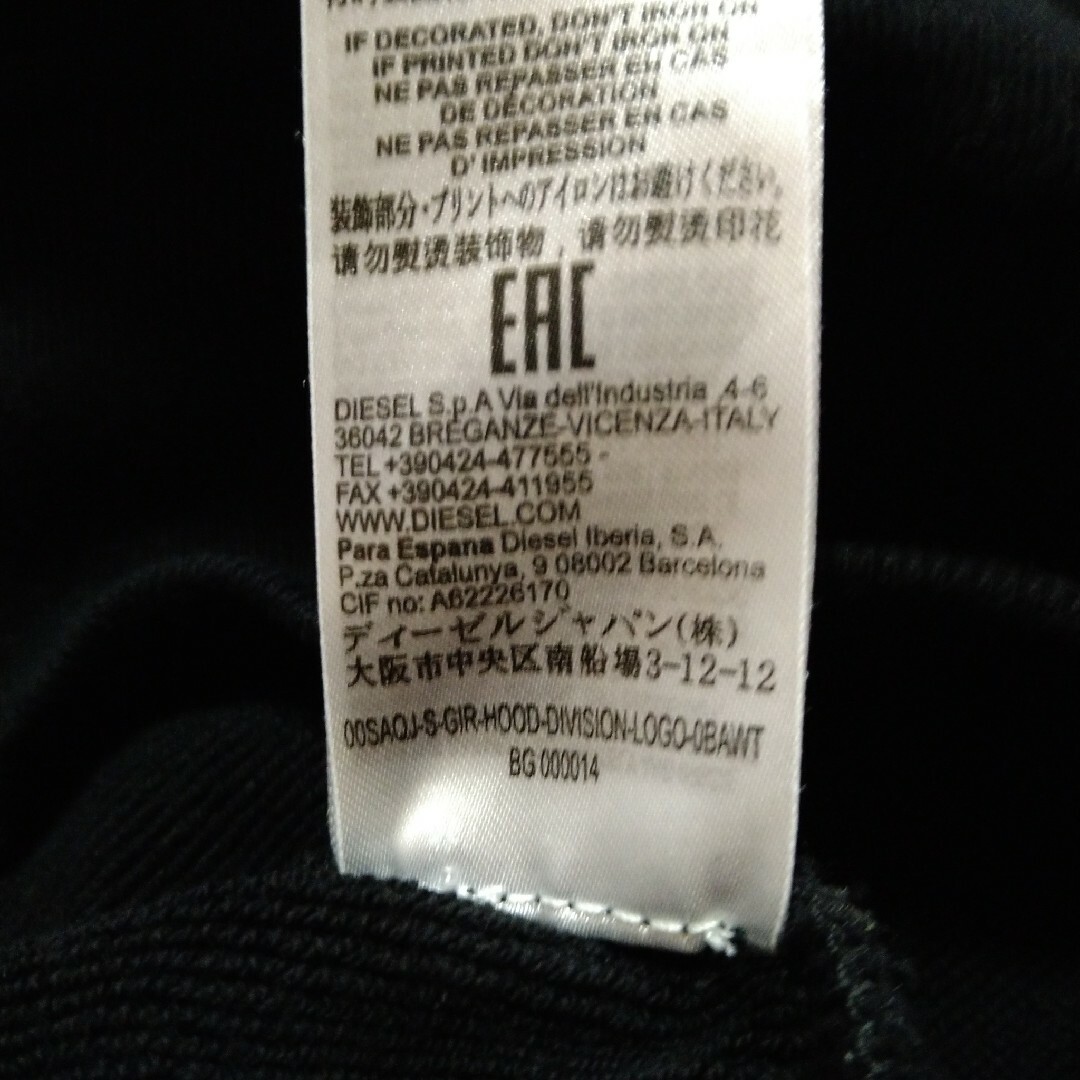 IF DECORATED, DON'T IRON ON
IF PRINTED DON'T IRON ON
NE PAS REPASSER EN CAS
DE DÉCORATION
NE PAS REPASSER EN CAS
D' IMPRESSION
装飾部分・プリントへのアイロンはお避けください。
请勿熨烫装饰物，请勿熨烫印花
EAC
DIESEL S.p.A Via dell'Industria 4-6
36042 BREGANZE-VICENZA-ITALY
TEL +390424-477555 -
FAX +390424-411955
WWW.DIESEL.COM
Para Espana Diesel Iberia, S.A.
P.za Catalunya, 9 08002 Barcelona
CIF no: A62226170
ディーゼルジャパン(株)
大阪市中央区南船場3-12-12
00SAQJ-S-GIR-HOOD-DIVISION-LOGO-0BAWT
BG 000014